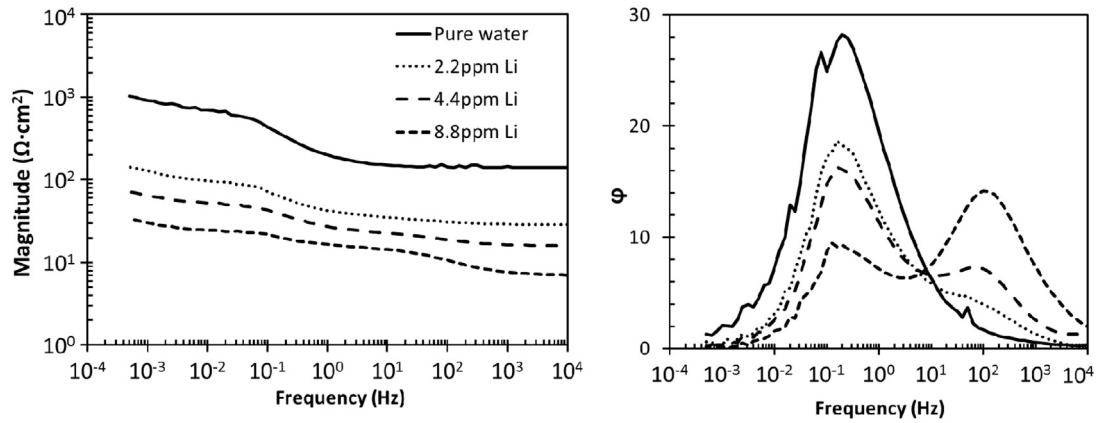 10⁴
10³
10²
10¹
10⁰
Magnitude (Ω·cm²)
Pure water
2.2ppm Li
4.4ppm Li
8.8ppm Li
10⁻⁴ 10⁻³ 10⁻² 10⁻¹ 10⁰ 10¹ 10² 10³ 10⁴
Frequency (Hz)
30
20
10
0
φ
10⁻⁴ 10⁻³ 10⁻² 10⁻¹ 10⁰ 10¹ 10² 10³ 10⁴
Frequency (Hz)